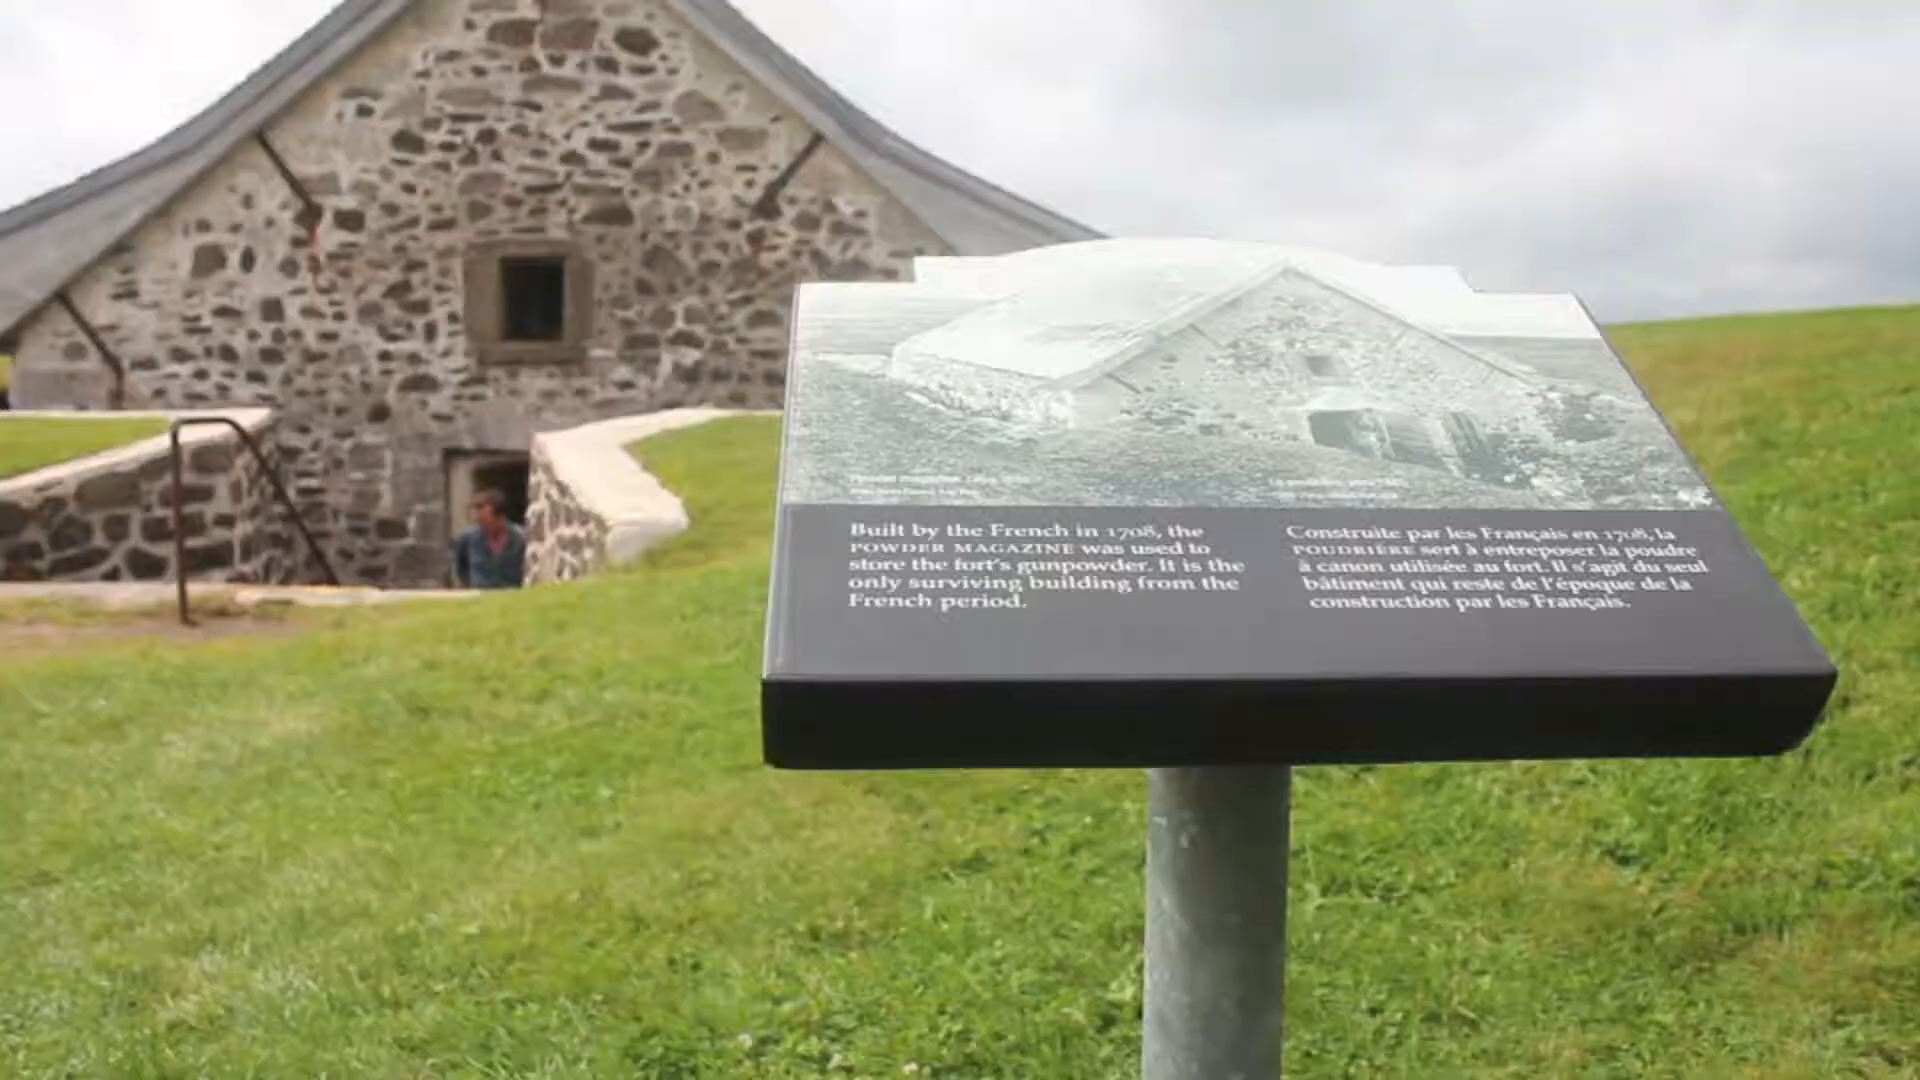 Built by the French in 1708, the
POWDER MAGAZINE was used to
store the fort's gunpowder. It is the
only surviving building from the
French period.
Construite par les Français en 1708, la
POUDRIÈRE sert à entreposer la poudre
à canon utilisée au fort. Il s'agit du seul
bâtiment qui reste de l'époque de la
construction par les Français.